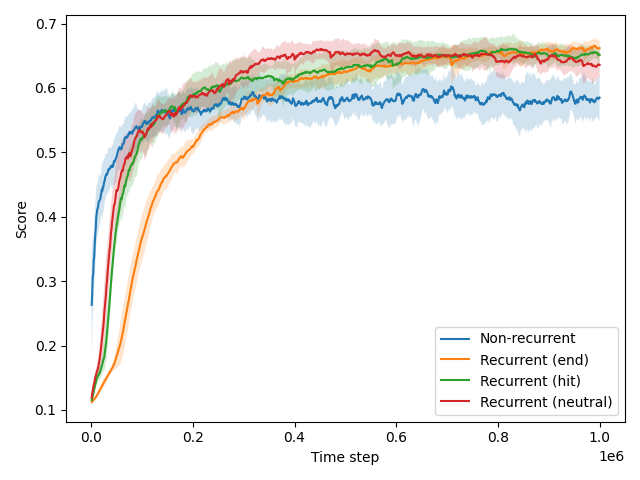 0.7
0.6
0.5
0.4
0.3
0.2
0.1
Score
Non-recurrent
Recurrent (end)
Recurrent (hit)
Recurrent (neutral)
0.0 0.2 0.4 0.6 0.8 1.0
1e6
Time step